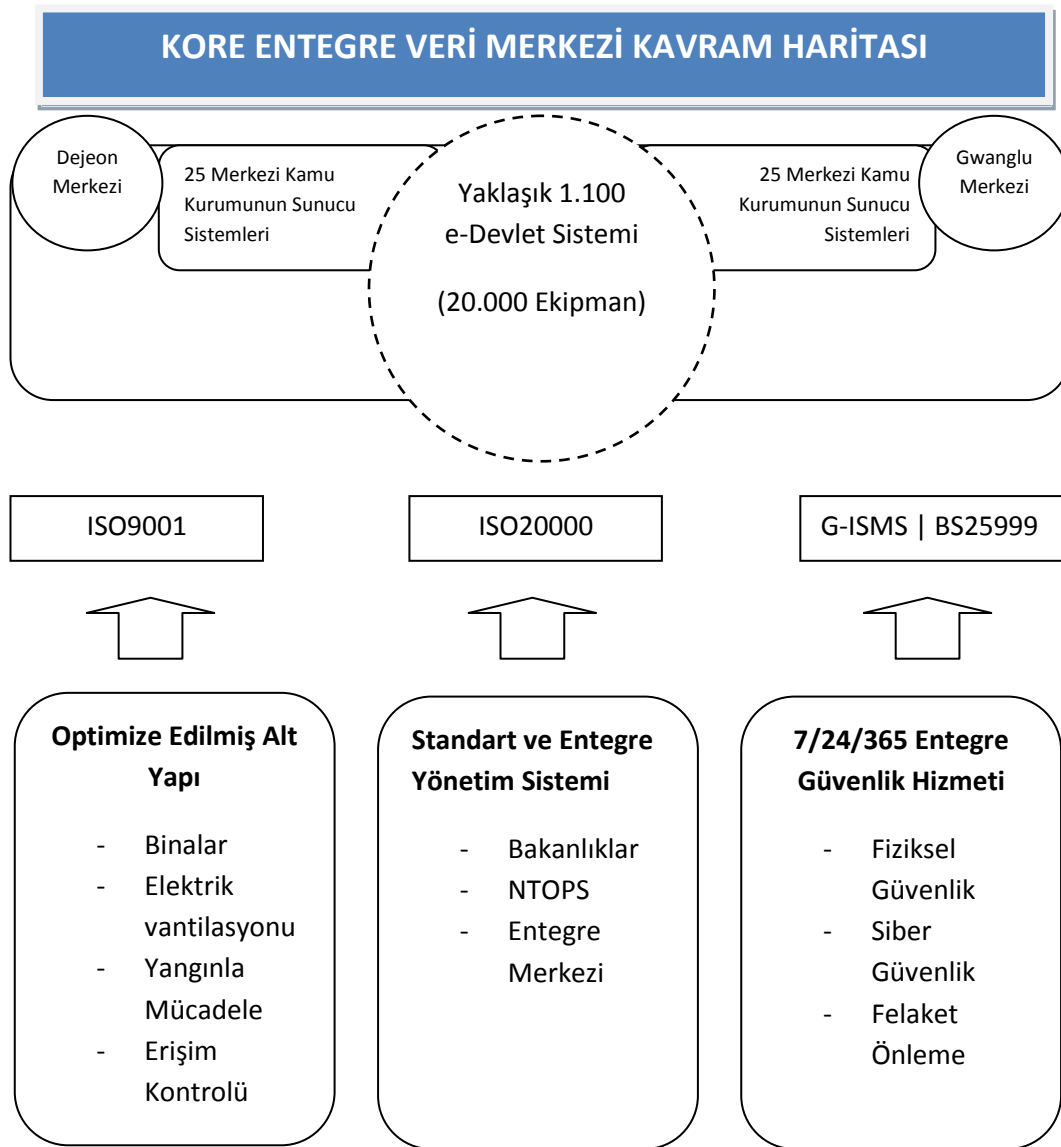 KORE ENTEGRE VERİ MERKEZİ KAVRAM HARİTASI
Dejeon
Merkezi
25 Merkezi Kamu
Kurumunun Sunucu
Sistemleri
Yaklaşık 1.100
e-Devlet Sistemi
(20.000 Ekipman)
25 Merkezi Kamu
Kurumunun Sunucu
Sistemleri
Gwanglu
Merkezi
ISO9001
ISO20000
G-ISMS | BS25999
Optimize Edilmiş Alt
Yapı
- Binalar
- Elektrik
vantilasyonu
- Yangınla
Mücadele
- Erişim
Kontrolü
Standart ve Entegre
Yönetim Sistemi
- Bakanlıklar
- NTOPS
- Entegre
Merkezi
7/24/365 Entegre
Güvenlik Hizmeti
- Fiziksel
Güvenlik
- Siber
Güvenlik
- Felaket
Önleme